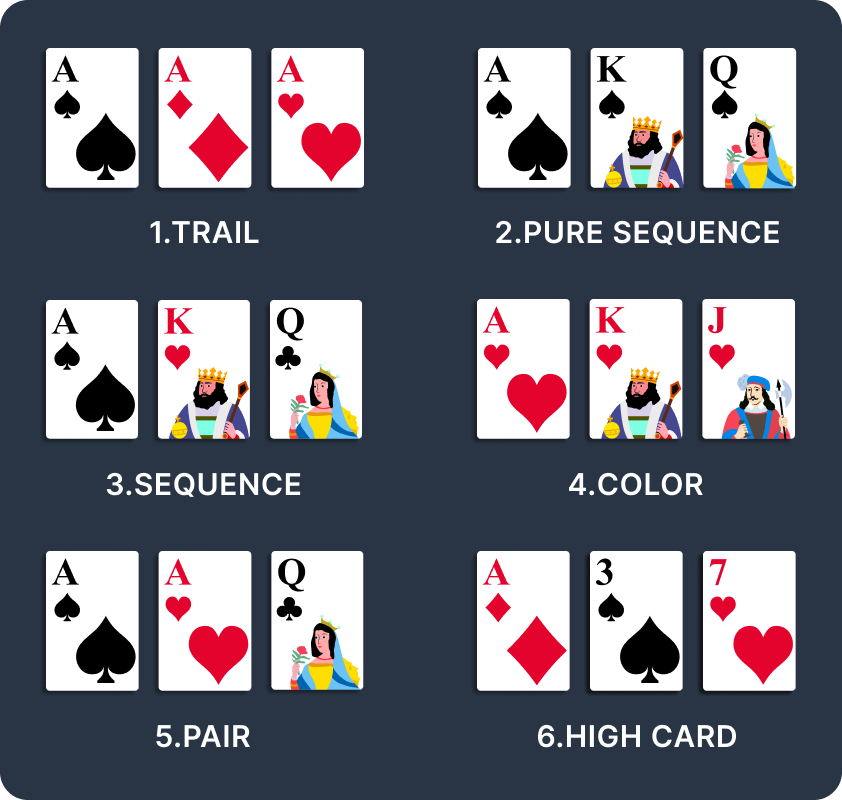 A A A
A K Q
1.TRAIL
2.PURE SEQUENCE
A K Q
A K J
3.SEQUENCE
4.COLOR
A A Q
A 3 7
5.PAIR
6.HIGH CARD